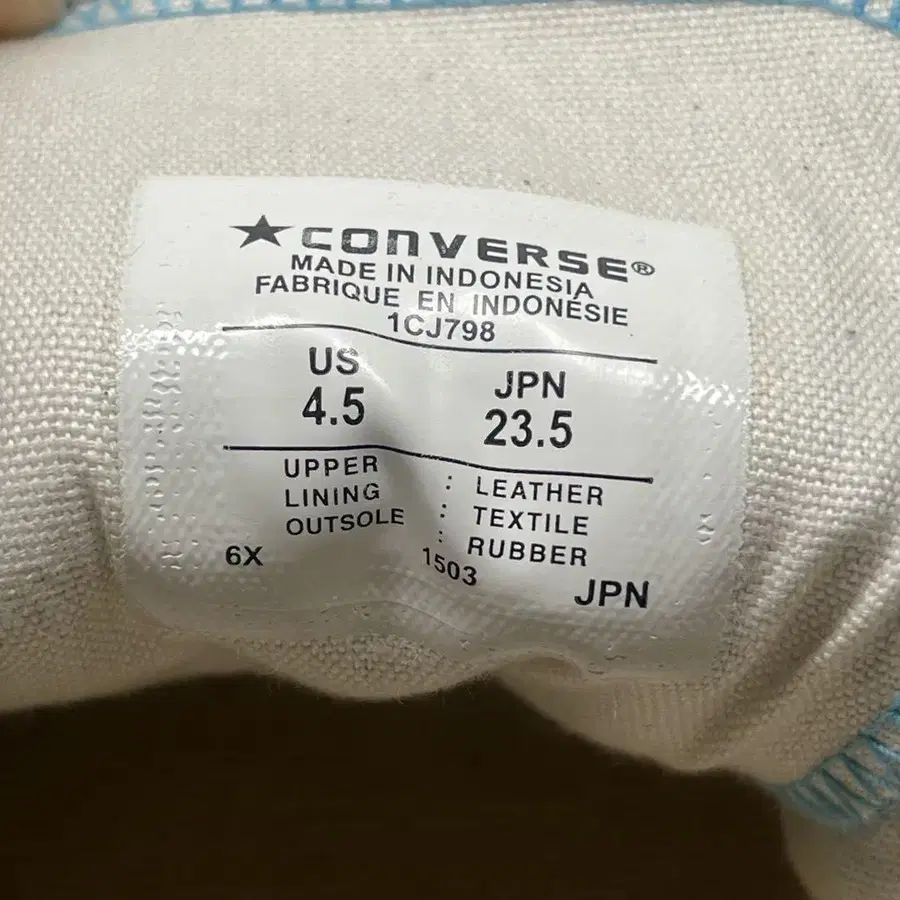 ★CONVERSE®
MADE IN INDONESIA
FABRIQUE EN INDONÉSIE
1CJ798
US JPN
4.5 23.5
UPPER : LEATHER
LINING : TEXTILE
OUTSOLE : RUBBER
6X 1503 JPN